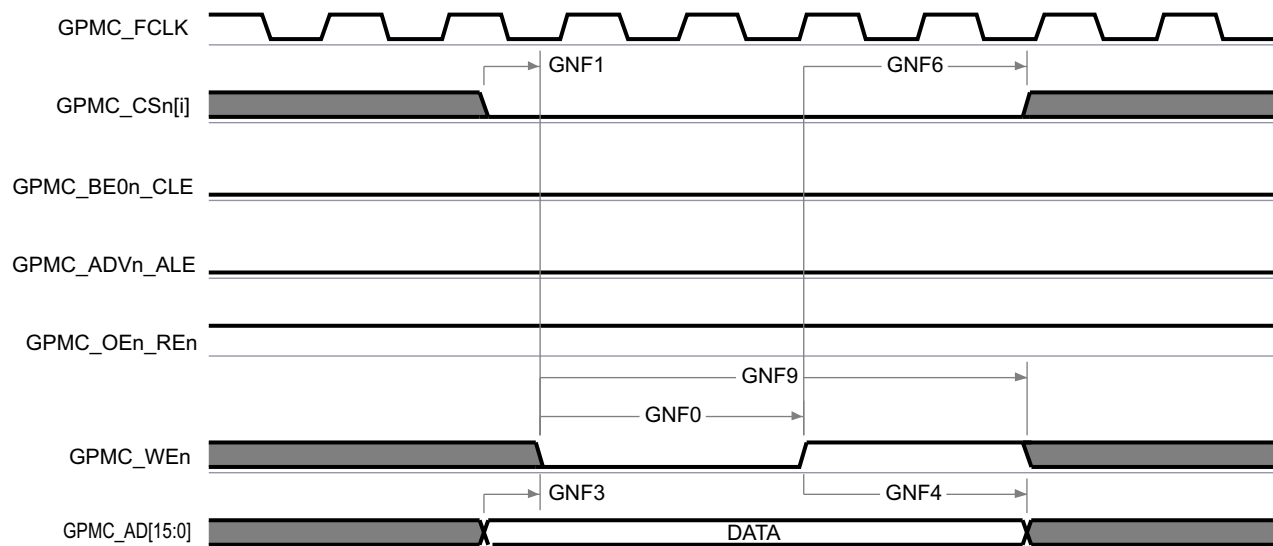 GPMC_FCLK
GNF1
GNF6
GPMC_CSn[i]
GPMC_BE0n_CLE
GPMC_ADVn_ALE
GPMC_OEn_REn
GNF9
GNF0
GPMC_WEn
GNF3
GNF4
GPMC_AD[15:0]
DATA